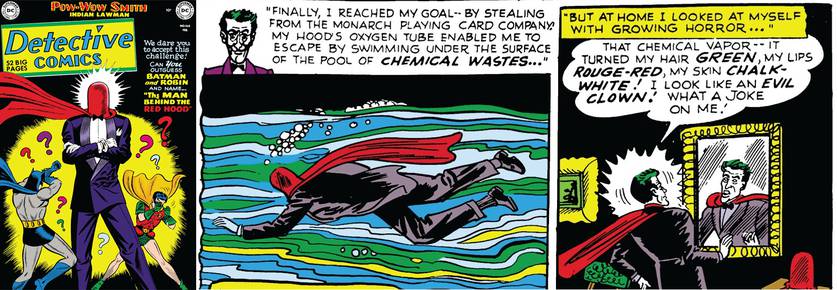 POW-WOW SMITH
INDIAN LAWMAN
DC
10¢
Detective
COMICS
52 BIG
PAGES
We dare you
to accept this
challenge!
CAN YOU
OUTGUESS
BATMAN
AND ROBIN
AND NAME...
"The MAN
BEHIND THE
RED HOOD"
? ? ? ? ? ? ?
"FINALLY, I REACHED MY GOAL-- BY STEALING
FROM THE MONARCH PLAYING CARD COMPANY.
MY HOOD'S OXYGEN TUBE ENABLED ME TO
ESCAPE BY SWIMMING UNDER THE SURFACE
OF THE POOL OF CHEMICAL WASTES..."
"BUT AT HOME I LOOKED AT MYSELF
WITH GROWING HORROR..."
THAT CHEMICAL VAPOR-- IT
TURNED MY HAIR GREEN, MY LIPS
ROUGE-RED, MY SKIN CHALK-
WHITE! I LOOK LIKE AN EVIL
CLOWN! WHAT A JOKE
ON ME!